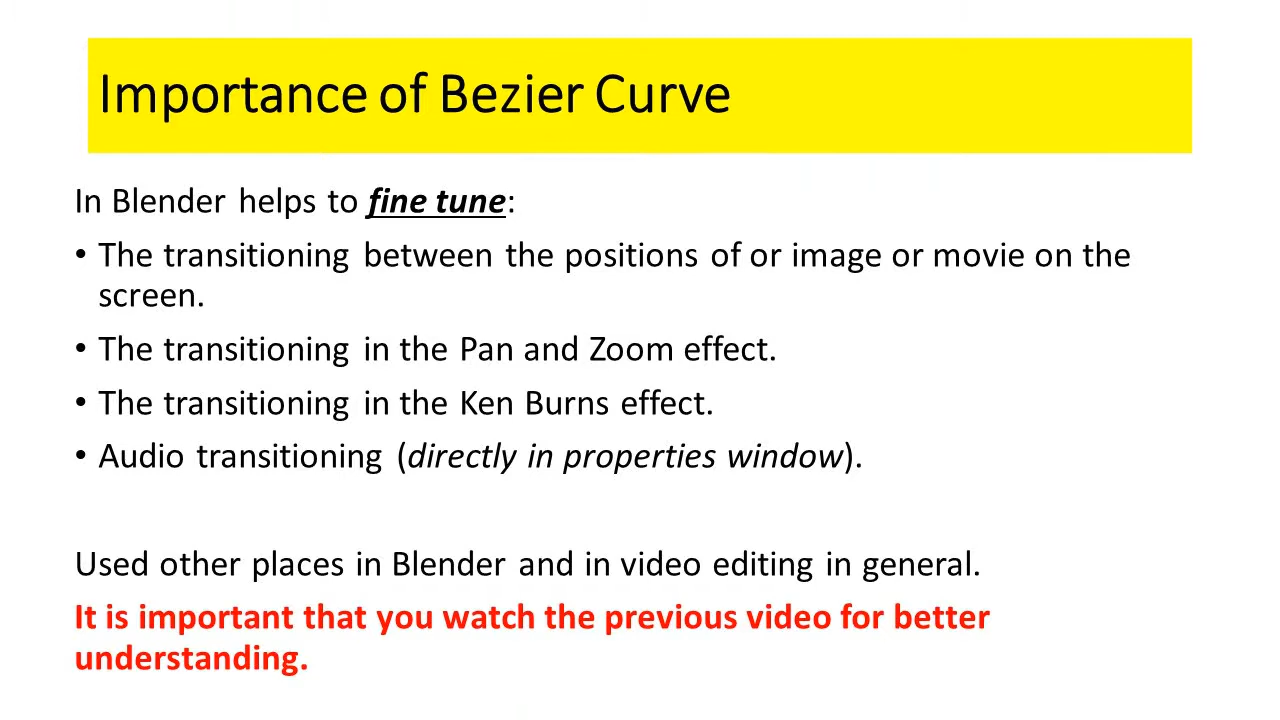 Importance of Bezier Curve
In Blender helps to fine tune:
• The transitioning between the positions of or image or movie on the
screen.
• The transitioning in the Pan and Zoom effect.
• The transitioning in the Ken Burns effect.
• Audio transitioning (directly in properties window).
Used other places in Blender and in video editing in general.
It is important that you watch the previous video for better
understanding.